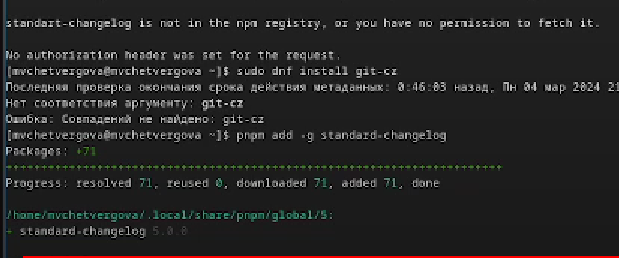 standart-changelog is not in the npm registry, or you have no permission to fetch it.
No authorization header was set for the request.
[mvchetvergova@mvchetvergova ~]$ sudo dnf install git-cz
Последняя проверка окончания срока действия метаданных: 0:46:03 назад, Пн 04 мар 2024 21
Нет соответствия аргументу: git-cz
Ошибка: Совпадений не найдено: git-cz
[mvchetvergova@mvchetvergova ~]$ pnpm add -g standard-changelog
Packages: +71
++++++++++++++++++++++++++++++++++++++++++++++++++++++++++++++++++++++
Progress: resolved 71, reused 0, downloaded 71, added 71, done
/home/mvchetvergova/.local/share/pnpm/global/5:
+ standard-changelog 5.0.0